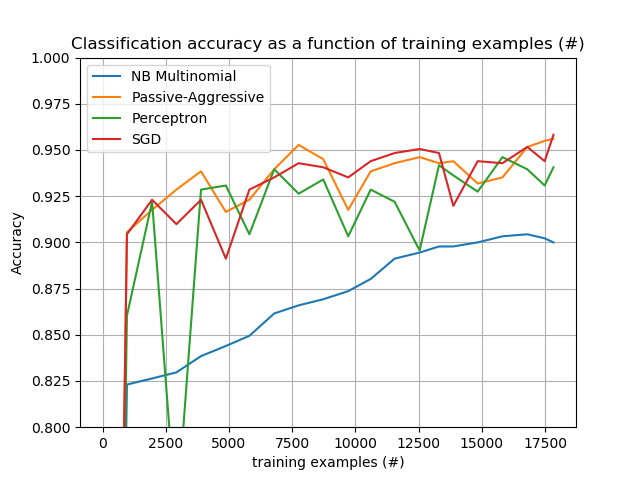 Classification accuracy as a function of training examples (#)
1.000
0.975
0.950
0.925
0.900
0.875
0.850
0.825
0.800
Accuracy
NB Multinomial
Passive-Aggressive
Perceptron
SGD
0 2500 5000 7500 10000 12500 15000 17500
training examples (#)